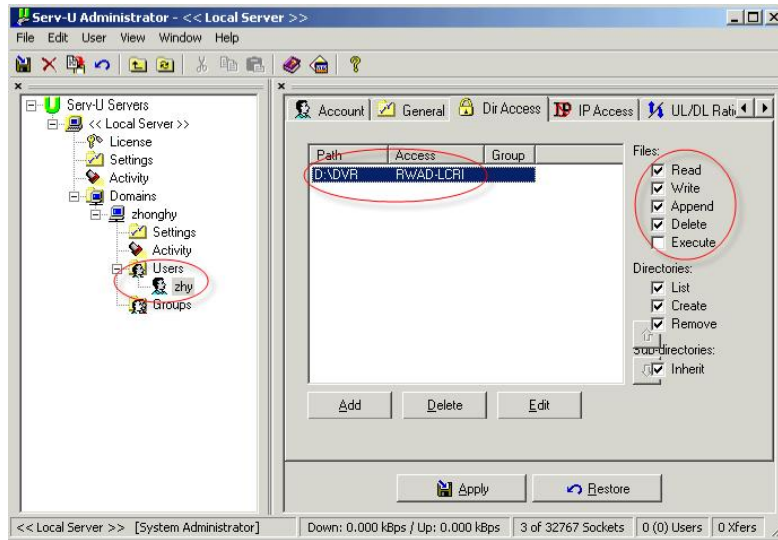 Serv-U Administrator - << Local Server >>
File Edit User View Window Help
Serv-U Servers
<< Local Server >>
License
Settings
Activity
Domains
zhonghy
Settings
Activity
Users
zhy
Groups
Account General Dir Access IP Access UL/DL Rati
Path Access Group
D:\DVR RWAD-LCRI
Files:
Read
Write
Append
Delete
Execute
Directories:
List
Create
Remove
Sub-directories:
Inherit
Add Delete Edit
Apply Restore
<< Local Server >> [System Administrator] Down: 0.000 kBps / Up: 0.000 kBps 3 of 32767 Sockets 0 (0) Users 0 Xfers